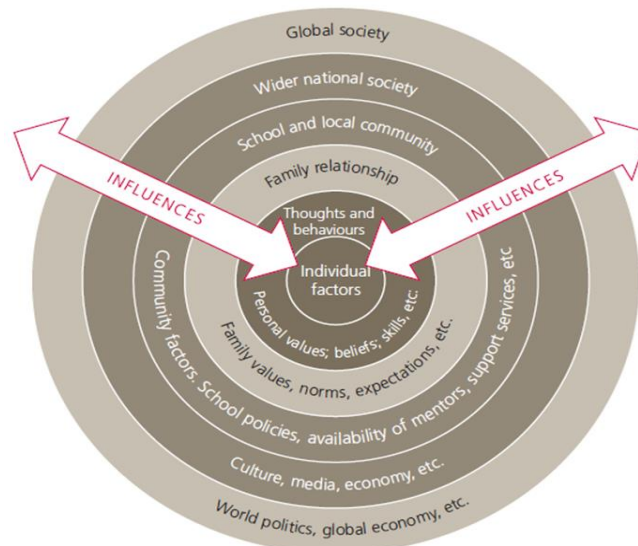 Global society
Wider national society
School and local community
Family relationship
Thoughts and
behaviours
Individual
factors
INFLUENCES
INFLUENCES
Personal values; beliefs; skills, etc.
Family values, norms, expectations, etc.
Community factors. School policies, availability of mentors, support services, etc
Culture, media, economy, etc.
World politics, global economy, etc.